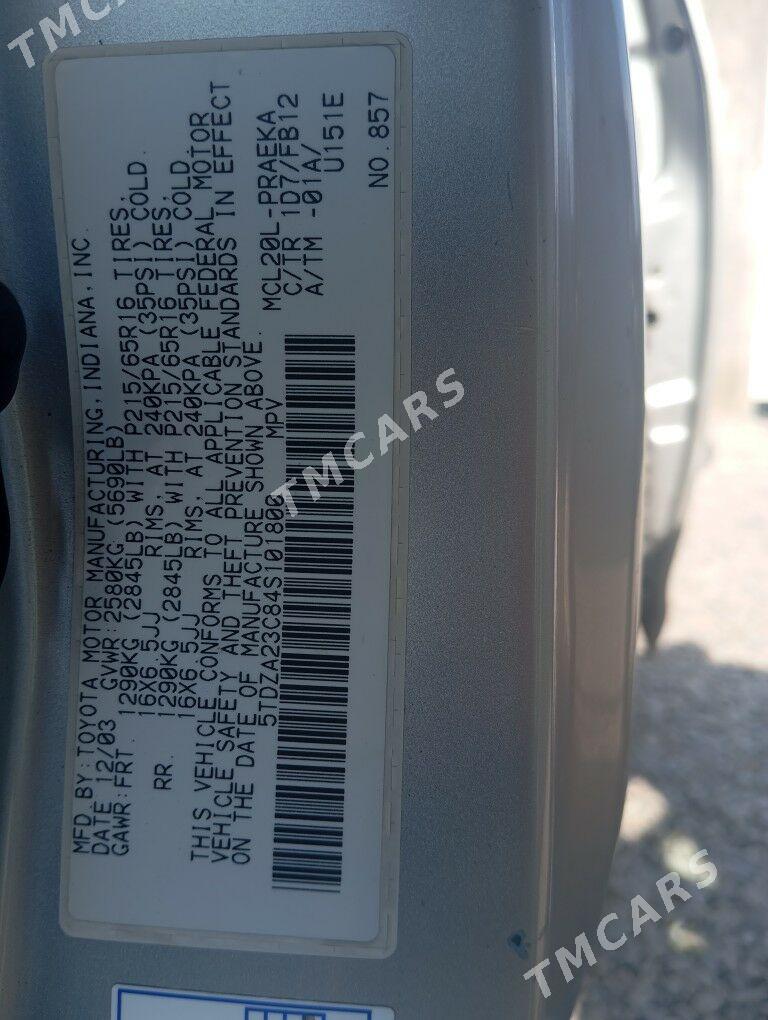 MFD.BY:TOYOTA MOTOR MANUFACTURING,INDIANA,INC.
DATE 12/03 GVWR:2580KG (5690LB)
GAWR:FRT. 1290KG (2845LB) WITH P215/65R16 TIRES,
16X6.5JJ RIMS, AT 240KPA (35PSI) COLD.
RR. 1290KG (2845LB) WITH P215/65R16 TIRES,
16X6.5JJ RIMS, AT 240KPA (35PSI) COLD.
THIS VEHICLE CONFORMS TO ALL APPLICABLE FEDERAL MOTOR
VEHICLE SAFETY AND THEFT PREVENTION STANDARDS IN EFFECT
ON THE DATE OF MANUFACTURE SHOWN ABOVE.
MPV
MCL20L-PRAEKA
C/TR 1D7/FB12
A/TM -01A/
U151E
NO.857
TMCARS
TMCARS
TMCARS
TMCARS